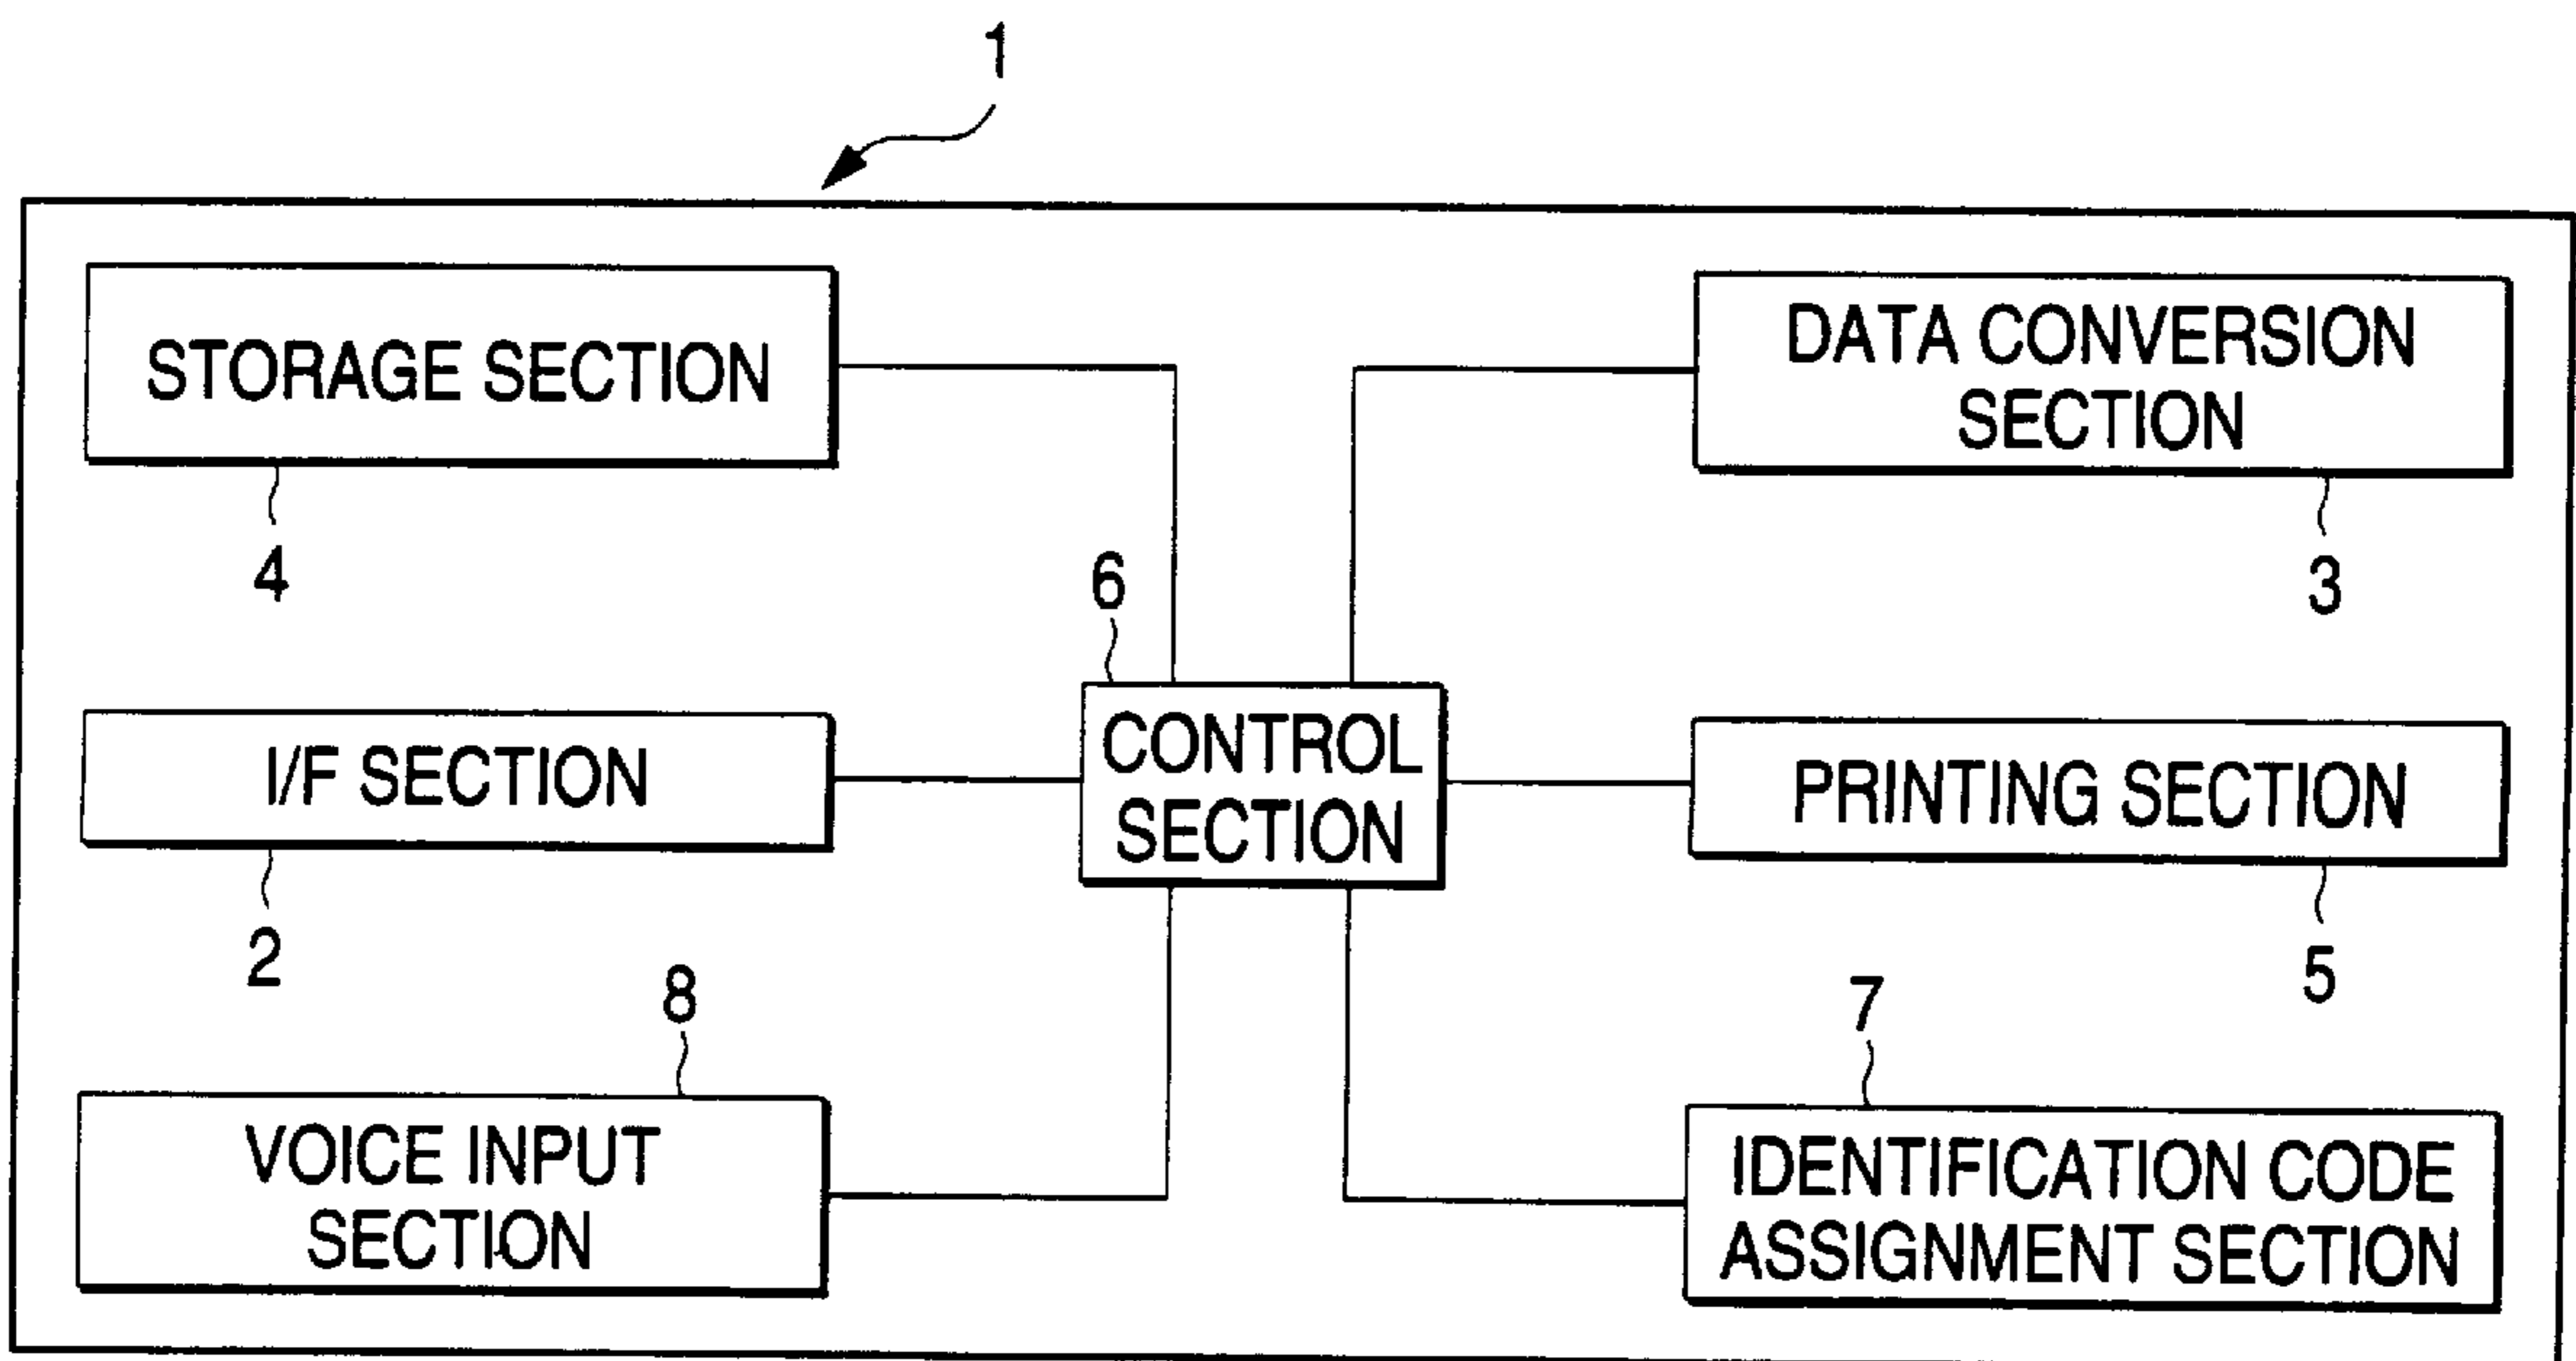 1
STORAGE SECTION
4
DATA CONVERSION
SECTION
3
6
CONTROL
SECTION
I/F SECTION
2
PRINTING SECTION
5
8
VOICE INPUT
SECTION
7
IDENTIFICATION CODE
ASSIGNMENT SECTION